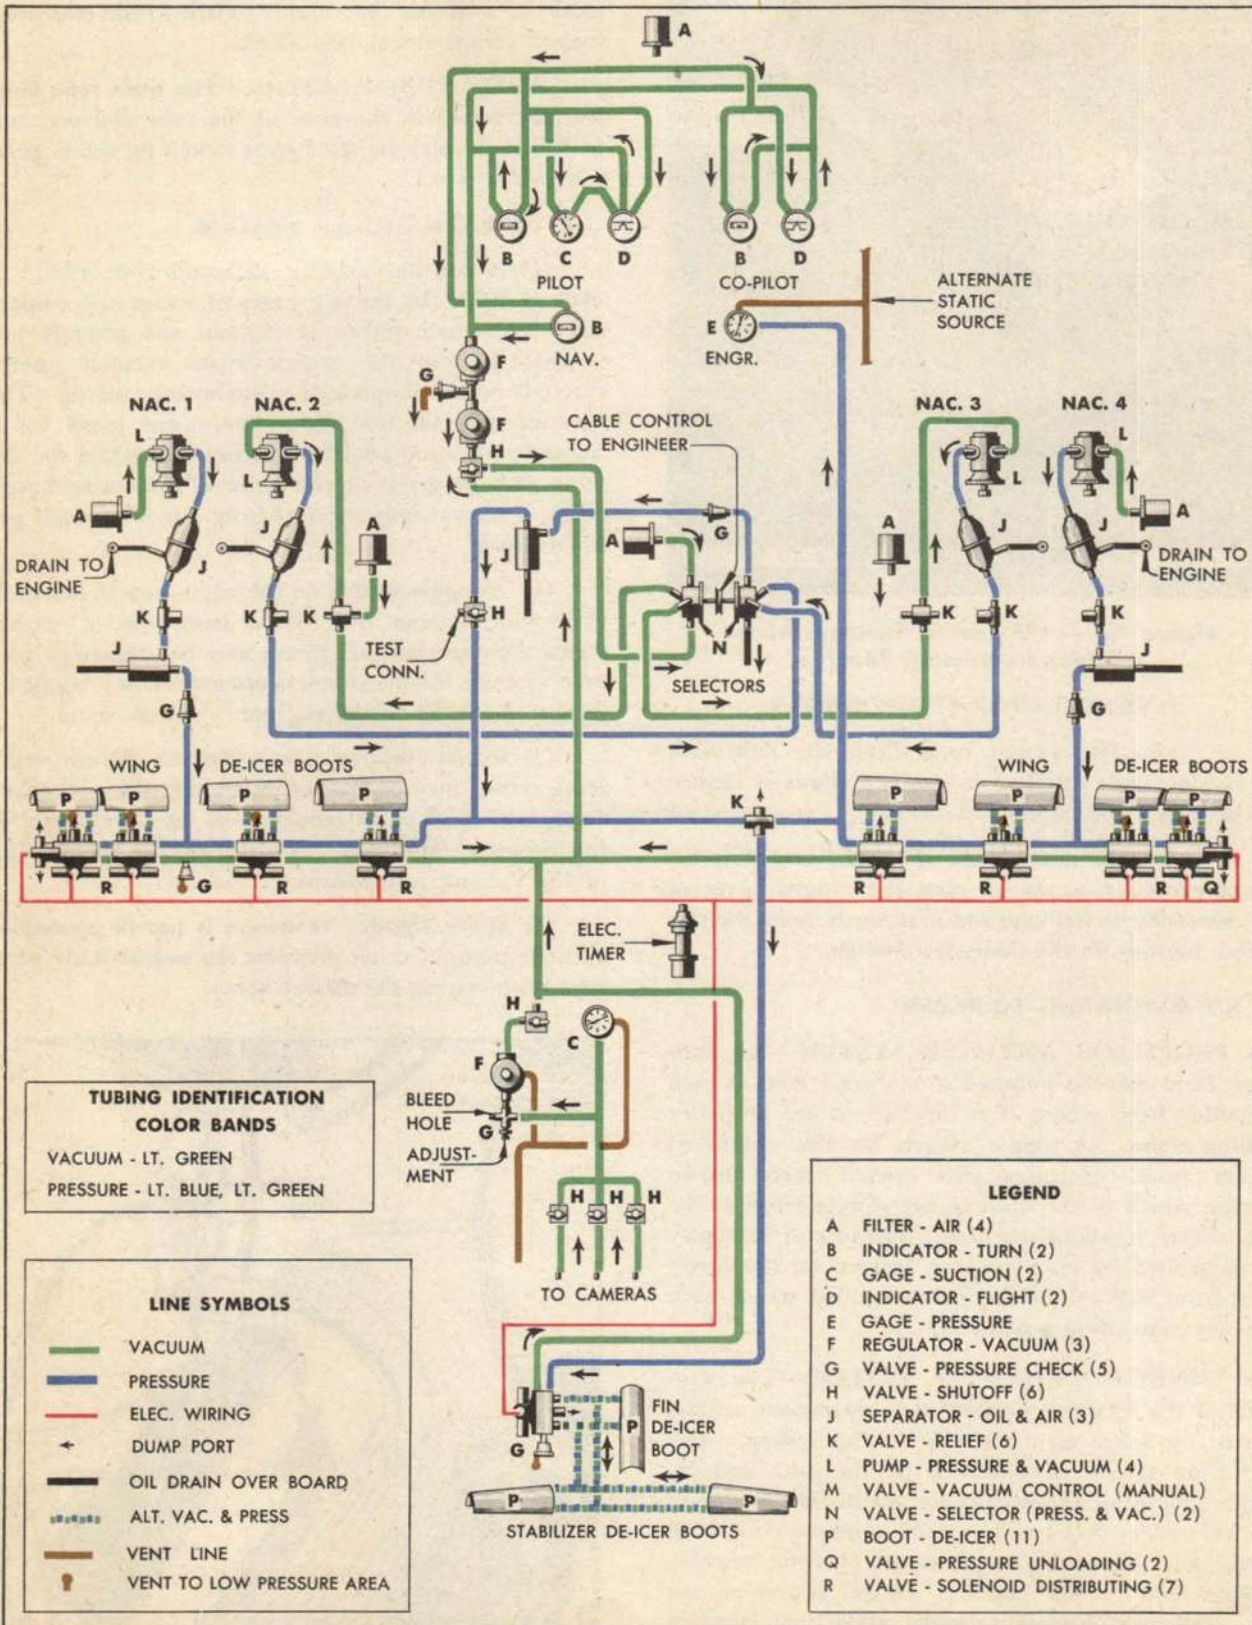 A
B
C
D
B
D
PILOT
CO-PILOT
ALTERNATE
STATIC
SOURCE
B
NAV.
E
ENGR.
F
G
F
H
NAC. 1
NAC. 2
CABLE CONTROL
TO ENGINEER
NAC. 3
NAC. 4
L
L
L
L
A
J
J
A
J
G
A
A
J
J
A
DRAIN TO
ENGINE
DRAIN TO
ENGINE
K
K
H
K
K
K
TEST
CONN.
N
SELECTORS
J
J
G
G
WING
DE-ICER BOOTS
WING
DE-ICER BOOTS
P
P
P
P
K
P
P
P
P
R
G
R
R
R
R
R
Q
ELEC.
TIMER
H
C
F
BLEED
HOLE
G
ADJUST-
MENT
H
H
H
TO CAMERAS
TUBING IDENTIFICATION
COLOR BANDS
VACUUM - LT. GREEN
PRESSURE - LT. BLUE, LT. GREEN
LINE SYMBOLS
VACUUM
PRESSURE
ELEC. WIRING
DUMP PORT
OIL DRAIN OVER BOARD
ALT. VAC. & PRESS
VENT LINE
VENT TO LOW PRESSURE AREA
G
P
FIN
DE-ICER
BOOT
P
P
STABILIZER DE-ICER BOOTS
LEGEND
A FILTER - AIR (4)
B INDICATOR - TURN (2)
C GAGE - SUCTION (2)
D INDICATOR - FLIGHT (2)
E GAGE - PRESSURE
F REGULATOR - VACUUM (3)
G VALVE - PRESSURE CHECK (5)
H VALVE - SHUTOFF (6)
J SEPARATOR - OIL & AIR (3)
K VALVE - RELIEF (6)
L PUMP - PRESSURE & VACUUM (4)
M VALVE - VACUUM CONTROL (MANUAL)
N VALVE - SELECTOR (PRESS. & VAC.) (2)
P BOOT - DE-ICER (11)
Q VALVE - PRESSURE UNLOADING (2)
R VALVE - SOLENOID DISTRIBUTING (7)